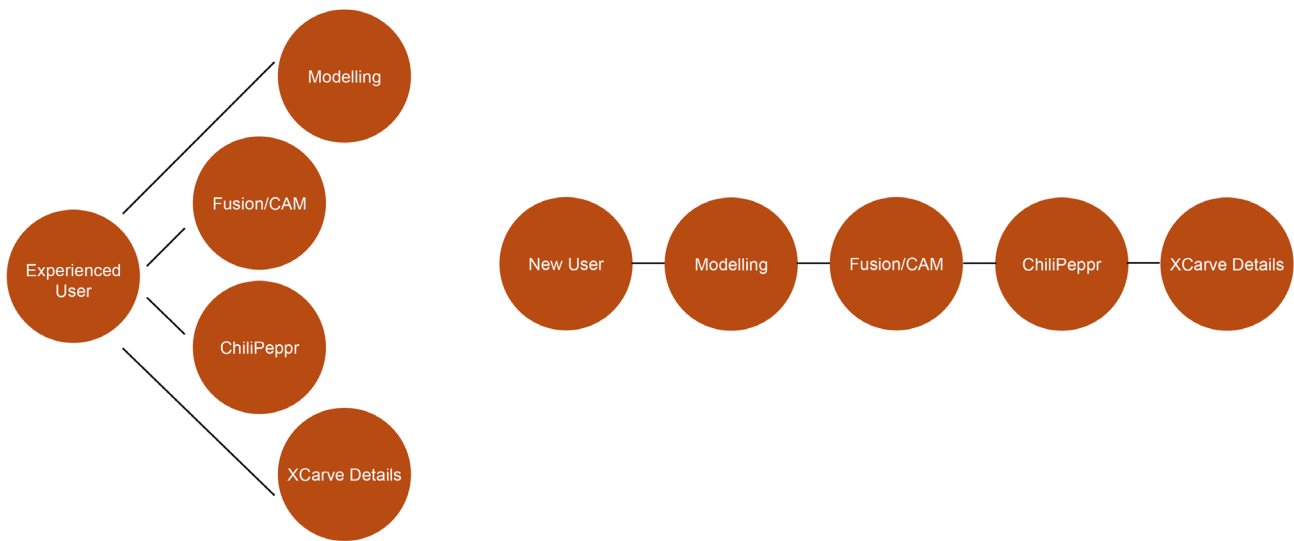 Modelling
Fusion/CAM
Experienced
User
ChiliPeppr
XCarve Details
New User
Modelling
Fusion/CAM
ChiliPeppr
XCarve Details